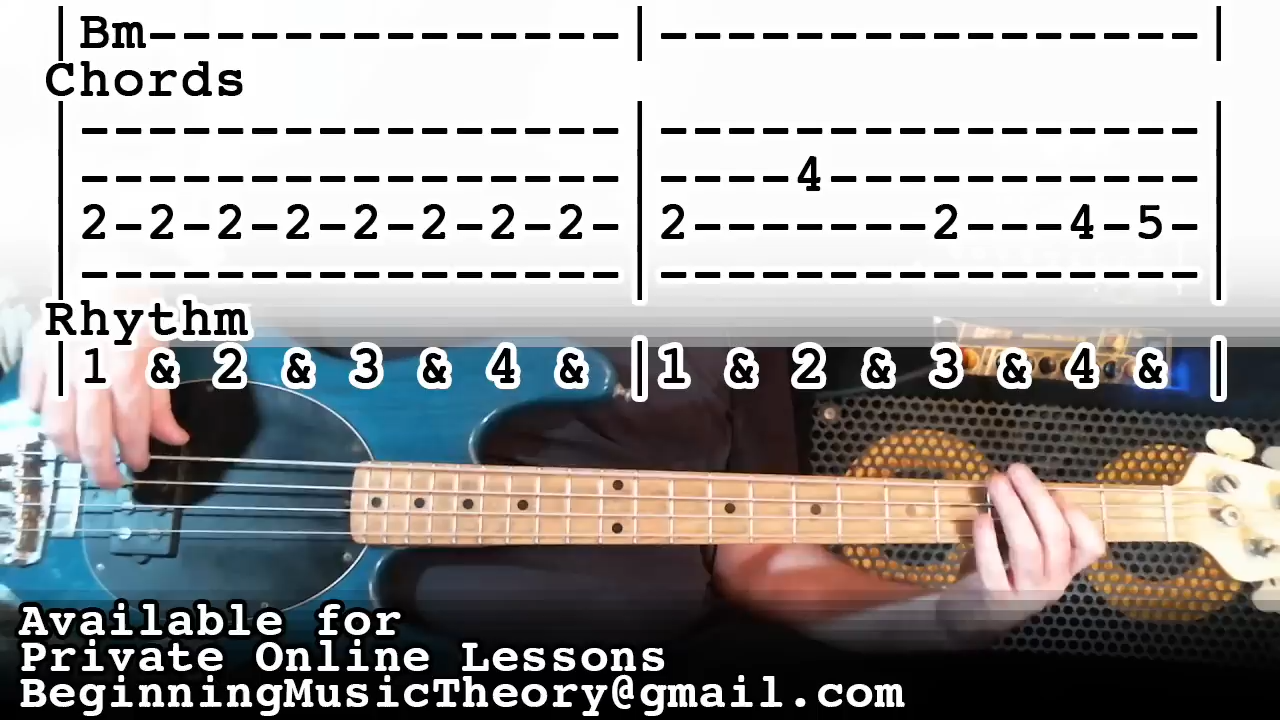 |Bm--------------|----------------|
Chords
|----------------|----------------|
|----------------|----4-----------|
|2-2-2-2-2-2-2-2-|2-------2---4-5-|
|----------------|----------------|
Rhythm
|1 & 2 & 3 & 4 & |1 & 2 & 3 & 4 & |
Available for
Private Online Lessons
BeginningMusicTheory@gmail.com